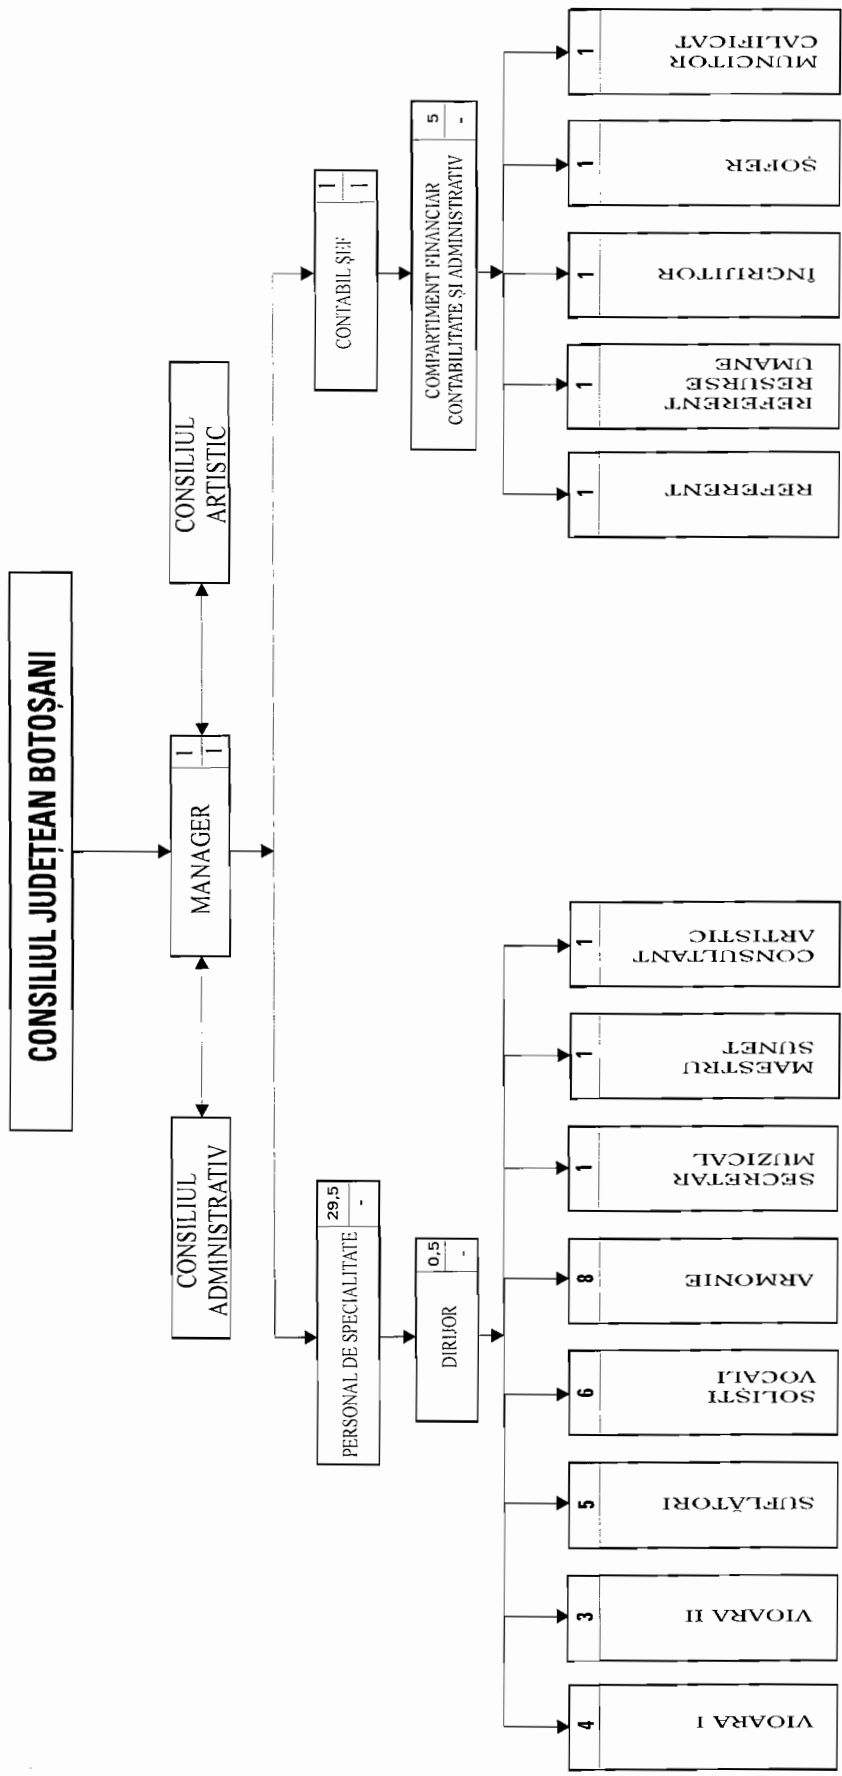 CONSILIUL JUDEȚEAN BOTOȘANI
CONSILIUL
ADMINISTRATIV
MANAGER
1
1
CONSILIUL
ARTISTIC
PERSONAL DE SPECIALITATE
29,5
-
CONTABIL ȘEF
1
1
DIRIJOR
0,5
-
COMPARTIMENT FINANCIAR
CONTABILITATE ȘI ADMINISTRATIV
5
-
4
VIOARA I
3
VIOARA II
5
SUFLĂTORI
6
SOLIȘTI
VOCALI
8
ARMONIE
1
SECRETAR
MUZICAL
1
MAESTRU
SUNET
1
CONSULTANT
ARTISTIC
1
REFERENT
1
REFERENT
RESURSE
UMANE
1
ÎNGRIJITOR
1
ȘOFER
1
MUNCITOR
CALIFICAT